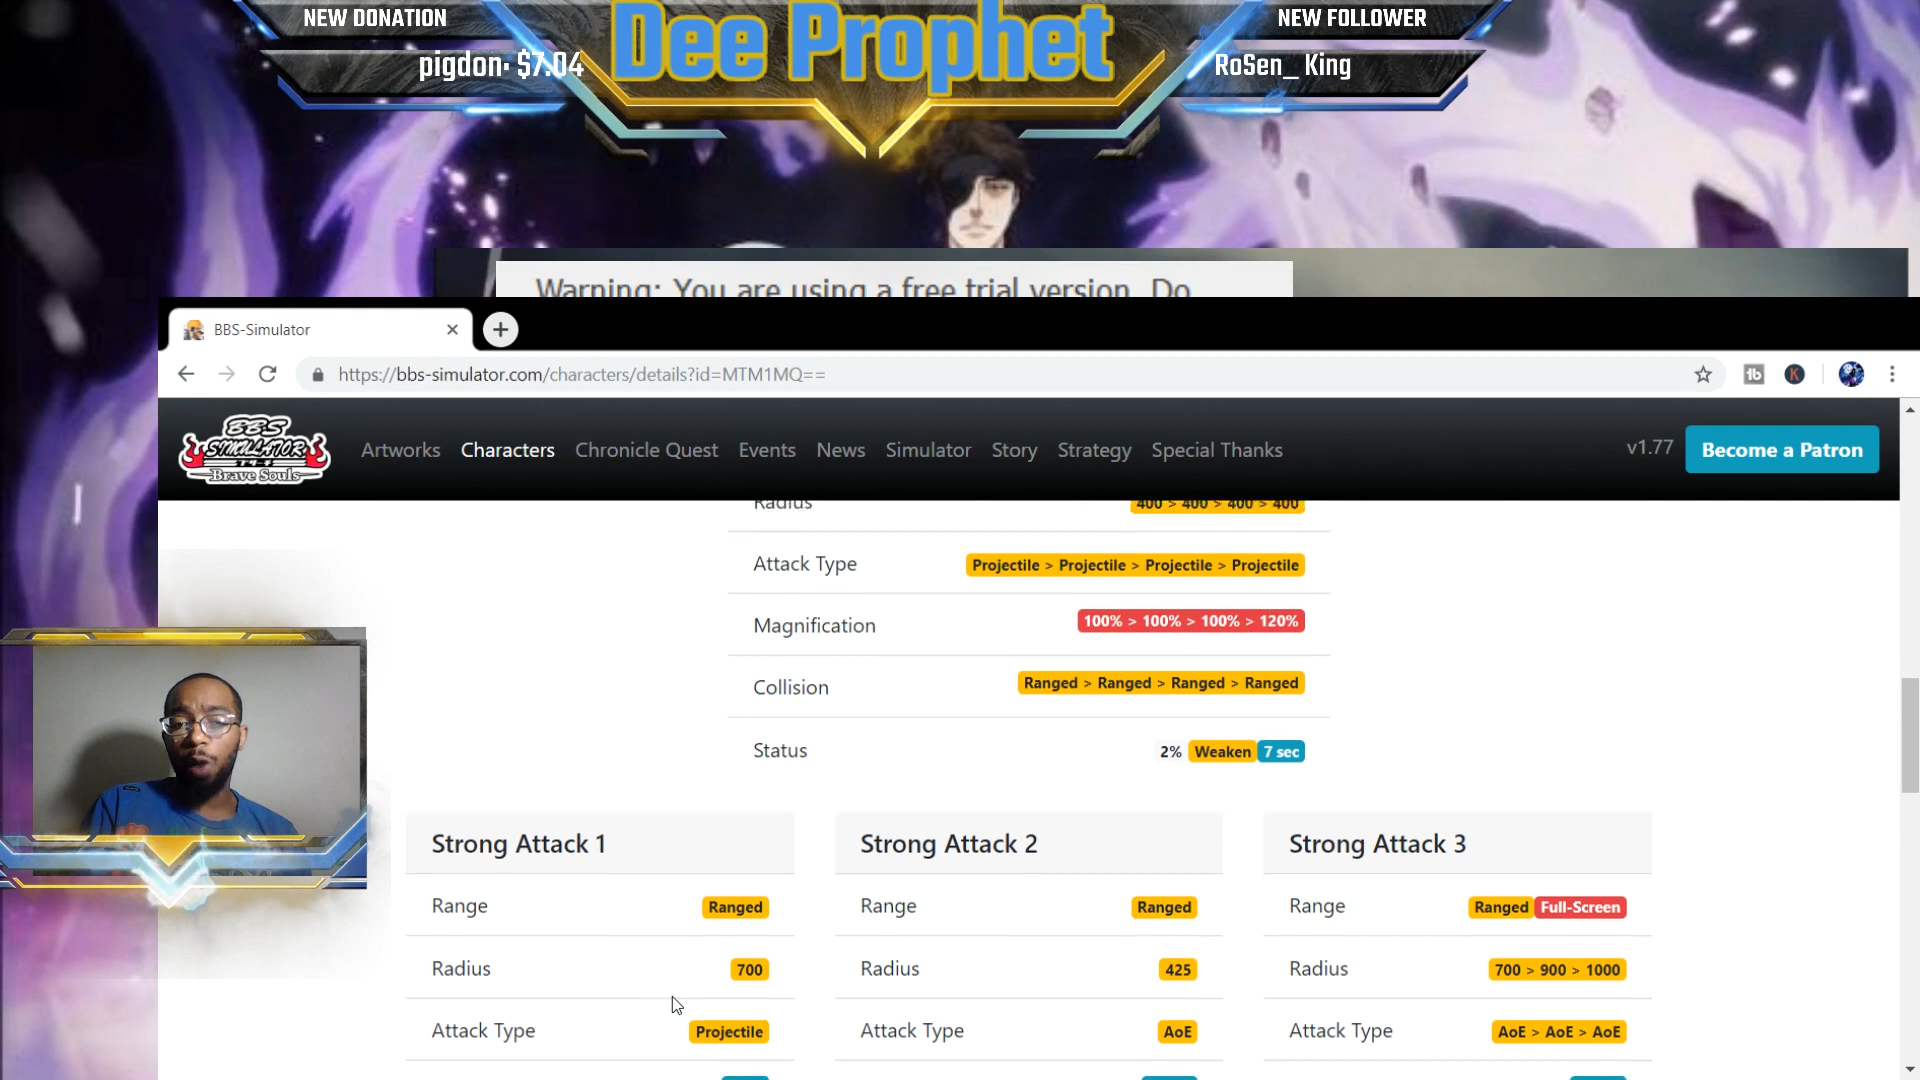 NEW DONATION
pigdon: $7.04
Dee Prophet
NEW FOLLOWER
RoSen_ King
Warning: You are using a free trial version. Do
BBS-Simulator
https://bbs-simulator.com/characters/details?id=MTM1MQ==
BBS
SIMULATOR
Brave Souls
Artworks Characters Chronicle Quest Events News Simulator Story Strategy Special Thanks v1.77 Become a Patron
Radius 400 > 400 > 400 > 400
Attack Type Projectile > Projectile > Projectile > Projectile
Magnification 100% > 100% > 100% > 120%
Collision Ranged > Ranged > Ranged > Ranged
Status 2% Weaken 7 sec
Strong Attack 1
Range Ranged
Radius 700
Attack Type Projectile
Strong Attack 2
Range Ranged
Radius 425
Attack Type AoE
Strong Attack 3
Range Ranged Full-Screen
Radius 700 > 900 > 1000
Attack Type AoE > AoE > AoE